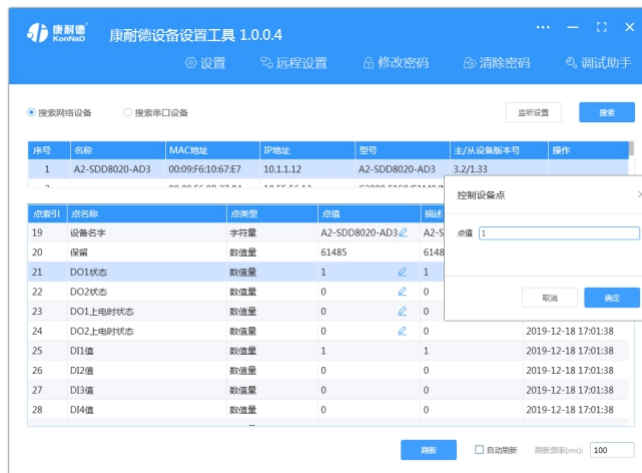 康耐德® KonNaD 康耐德设备设置工具 1.0.0.4
设置 远程设置 修改密码 清除密码 调试助手
搜索网络设备 搜索串口设备 监听设置 搜索
序号 名称 MAC地址 IP地址 型号 主/从设备版本号 操作
1 A2-SDD8020-AD3 00:09:F6:10:67:E7 10.1.1.12 A2-SDD8020-AD3 3.2/1.33
控制设备点
点值 1
取消 确定
点索引 点名称 点类型 点值 描述
19 设备名字 字符量 A2-SDD8020-AD3 A2-S
20 保留 数值量 61485 6148
21 DO1状态 数值量 1 1
22 DO2状态 数值量 0 0
23 DO1上电时状态 数值量 0 0
24 DO2上电时状态 数值量 0 0 2019-12-18 17:01:38
25 DI1值 数值量 1 1 2019-12-18 17:01:38
26 DI2值 数值量 0 0 2019-12-18 17:01:38
27 DI3值 数值量 0 0 2019-12-18 17:01:38
28 DI4值 数值量 0 0 2019-12-18 17:01:38
刷新 自动刷新 刷新频率(ms): 100